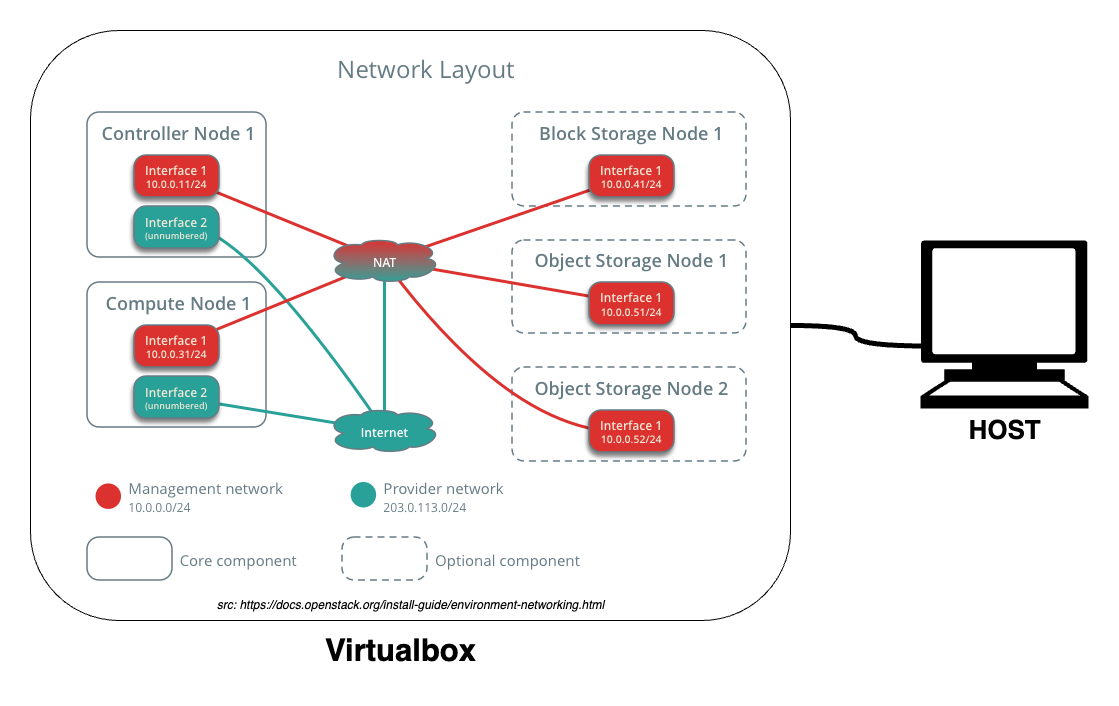 Network Layout
Controller Node 1
Interface 1
10.0.0.11/24
Interface 2
(unnumbered)
Compute Node 1
Interface 1
10.0.0.31/24
Interface 2
(unnumbered)
NAT
Internet
Block Storage Node 1
Interface 1
10.0.0.41/24
Object Storage Node 1
Interface 1
10.0.0.51/24
Object Storage Node 2
Interface 1
10.0.0.52/24
Management network
10.0.0.0/24
Provider network
203.0.113.0/24
Core component
Optional component
src: https://docs.openstack.org/install-guide/environment-networking.html
Virtualbox
HOST